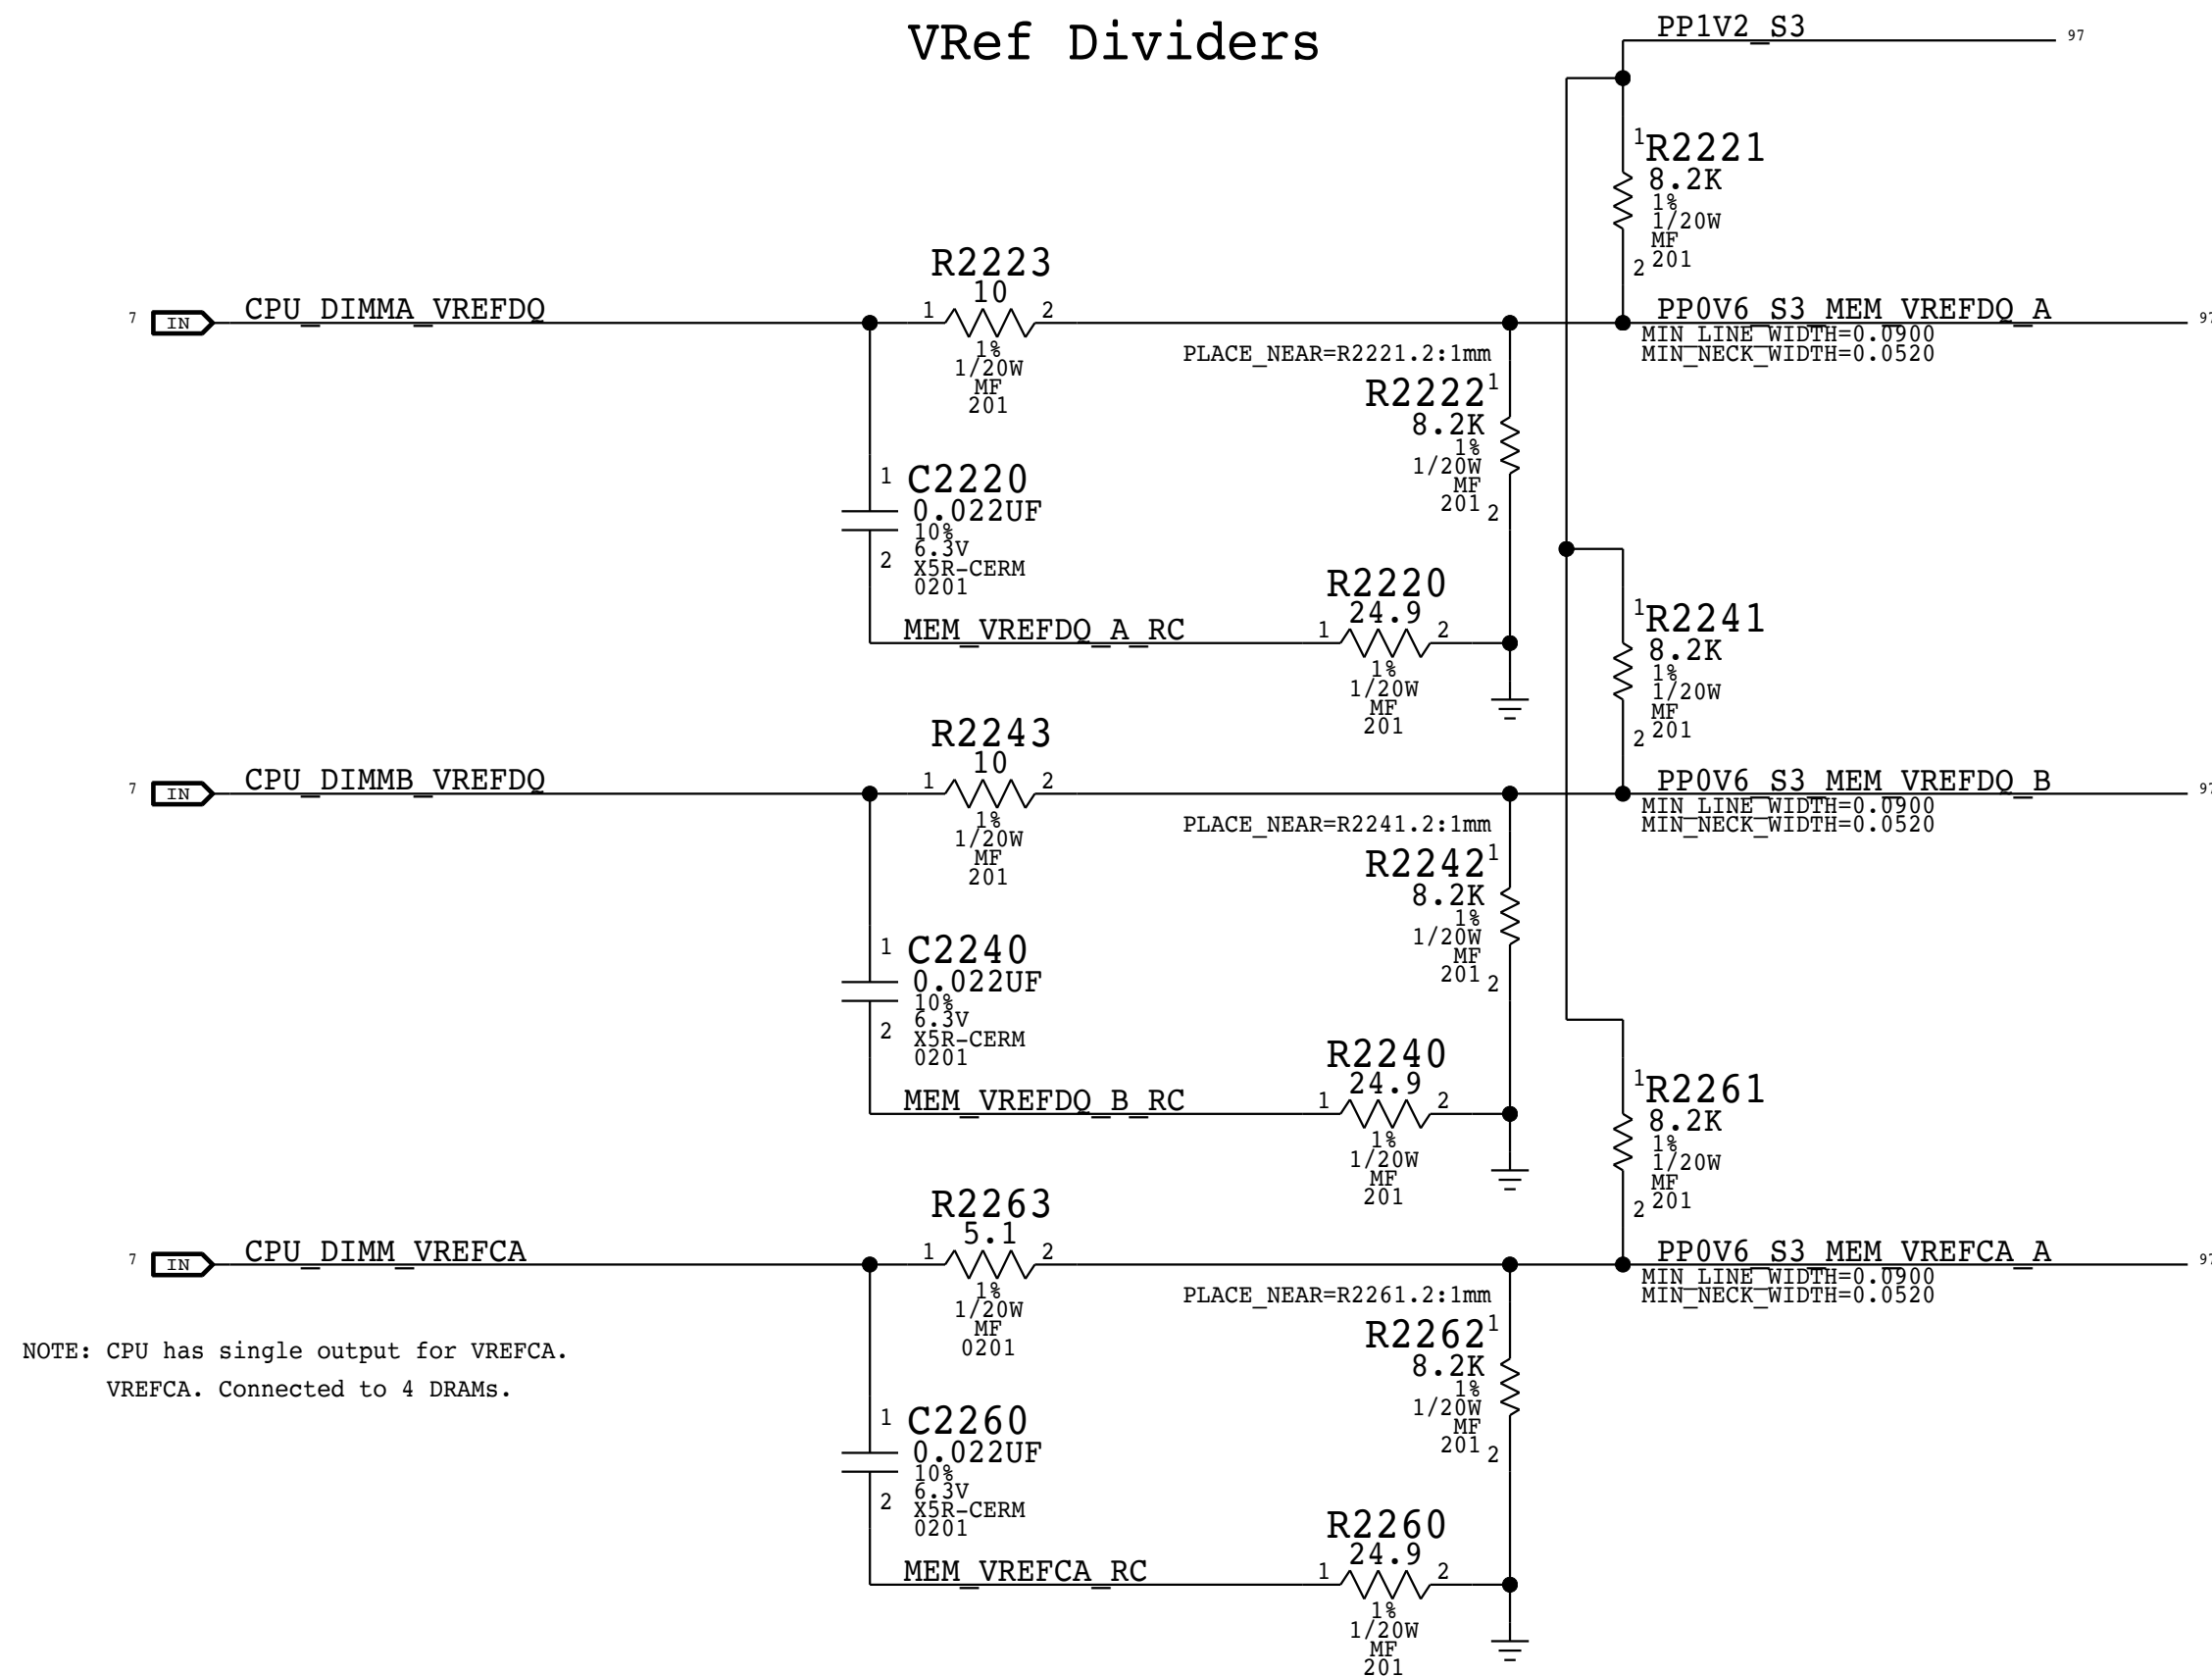 VRef Dividers
PP1V2_S3
97
1
R2221
8.2K
1%
1/20W
MF
201
2
7
IN
CPU_DIMMA_VREFDQ
R2223
10
1
2
1%
1/20W
MF
201
PP0V6_S3_MEM_VREFDQ_A
97
MIN_LINE_WIDTH=0.0900
MIN_NECK_WIDTH=0.0520
PLACE_NEAR=R2221.2:1mm
R2222
1
8.2K
1%
1/20W
MF
201
2
1
C2220
0.022UF
10%
6.3V
X5R-CERM
0201
2
MEM_VREFDQ_A_RC
R2220
24.9
1
2
1%
1/20W
MF
201
1
R2241
8.2K
1%
1/20W
MF
201
2
7
IN
CPU_DIMMB_VREFDQ
R2243
10
1
2
1%
1/20W
MF
201
PP0V6_S3_MEM_VREFDQ_B
97
MIN_LINE_WIDTH=0.0900
MIN_NECK_WIDTH=0.0520
PLACE_NEAR=R2241.2:1mm
R2242
1
8.2K
1%
1/20W
MF
201
2
1
C2240
0.022UF
10%
6.3V
X5R-CERM
0201
2
MEM_VREFDQ_B_RC
R2240
24.9
1
2
1%
1/20W
MF
201
1
R2261
8.2K
1%
1/20W
MF
201
2
7
IN
CPU_DIMM_VREFCA
R2263
5.1
1
2
1%
1/20W
MF
0201
PP0V6_S3_MEM_VREFCA_A
97
MIN_LINE_WIDTH=0.0900
MIN_NECK_WIDTH=0.0520
PLACE_NEAR=R2261.2:1mm
NOTE: CPU has single output for VREFCA.
VREFCA. Connected to 4 DRAMs.
R2262
1
8.2K
1%
1/20W
MF
201
2
1
C2260
0.022UF
10%
6.3V
X5R-CERM
0201
2
MEM_VREFCA_RC
R2260
24.9
1
2
1%
1/20W
MF
201